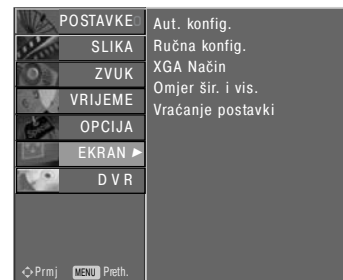 POSTAVKE
SLIKA
ZVUK
VRIJEME
OPCIJA
EKRAN
DVR
Aut. konfig.
Ručna konfig.
XGA Način
Omjer šir. i vis.
Vraćanje postavki
Prmj MENU Preth.